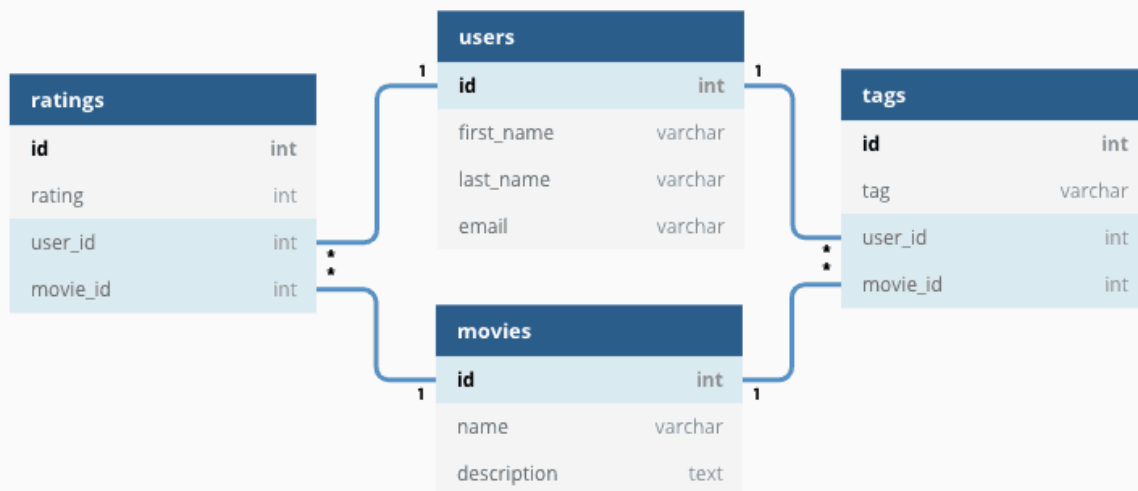 ratings
id int
rating int
user_id int
movie_id int
*
*
1
1
users
id int
first_name varchar
last_name varchar
email varchar
movies
id int
name varchar
description text
1
1
*
*
tags
id int
tag varchar
user_id int
movie_id int